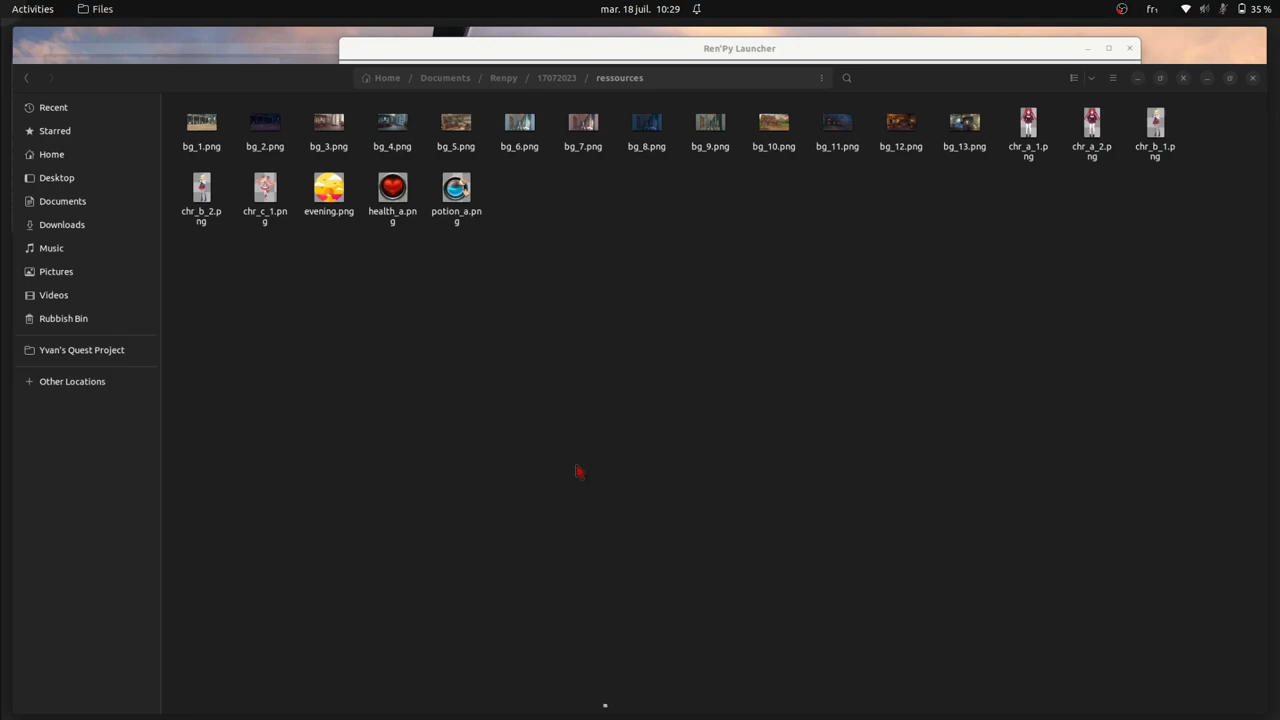 Activities Files mar. 18 juil. 10:29 fr₁ 35 %
Ren'Py Launcher
Home / Documents / Renpy / 17072023 / ressources
Recent
Starred
Home
Desktop
Documents
Downloads
Music
Pictures
Videos
Rubbish Bin
Yvan's Quest Project
Other Locations
bg_1.png bg_2.png bg_3.png bg_4.png bg_5.png bg_6.png bg_7.png bg_8.png bg_9.png bg_10.png bg_11.png bg_12.png bg_13.png chr_a_1.p chr_a_2.p chr_b_1.p
ng ng ng
chr_b_2.p chr_c_1.pn evening.png health_a.pn potion_a.pn
ng g g g